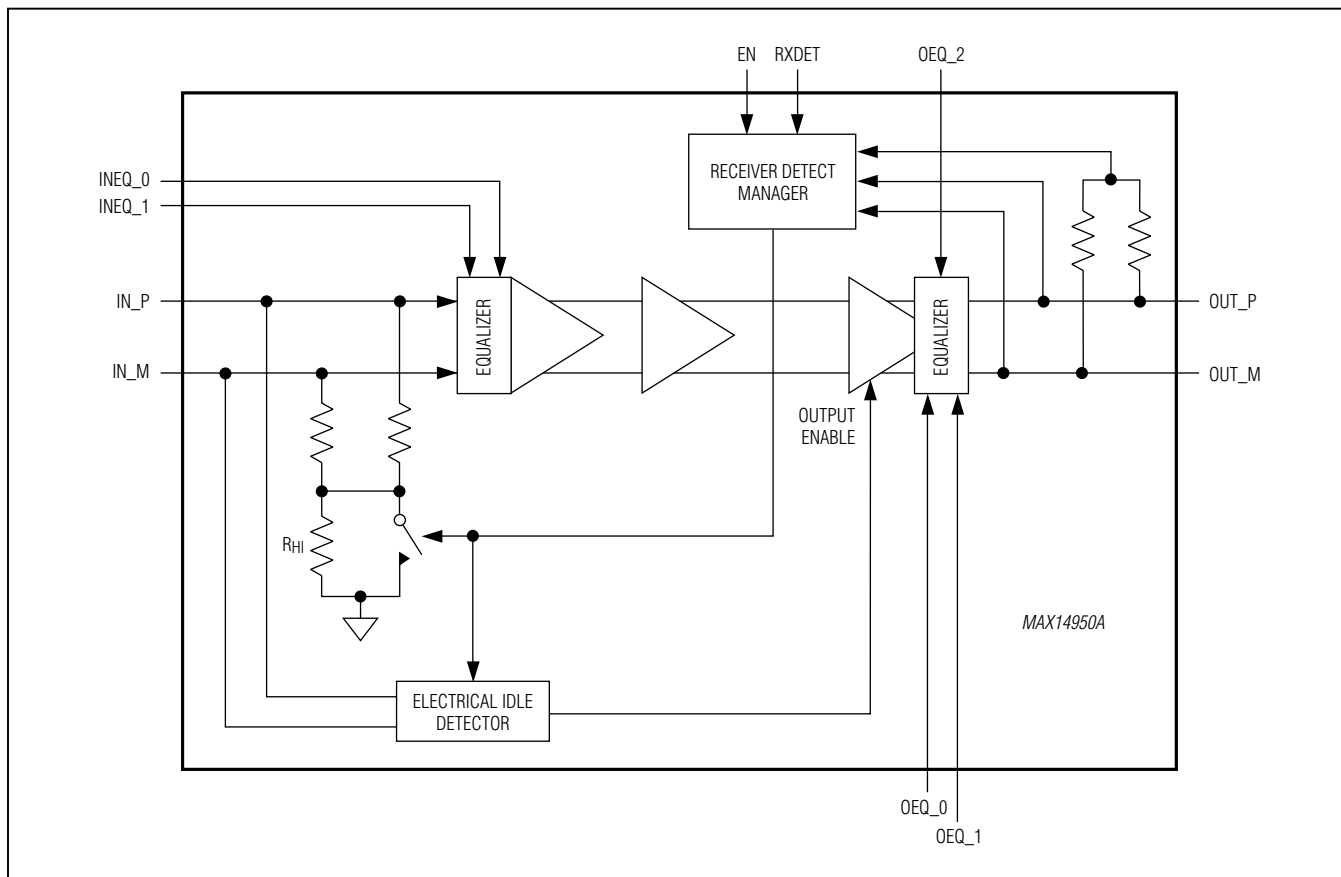 EN RXDET OEQ_2
RECEIVER DETECT
MANAGER
INEQ_0
INEQ_1
IN_P
EQUALIZER
EQUALIZER
OUT_P
IN_M
OUT_M
OUTPUT
ENABLE
RHI
MAX14950A
ELECTRICAL IDLE
DETECTOR
OEQ_0
OEQ_1